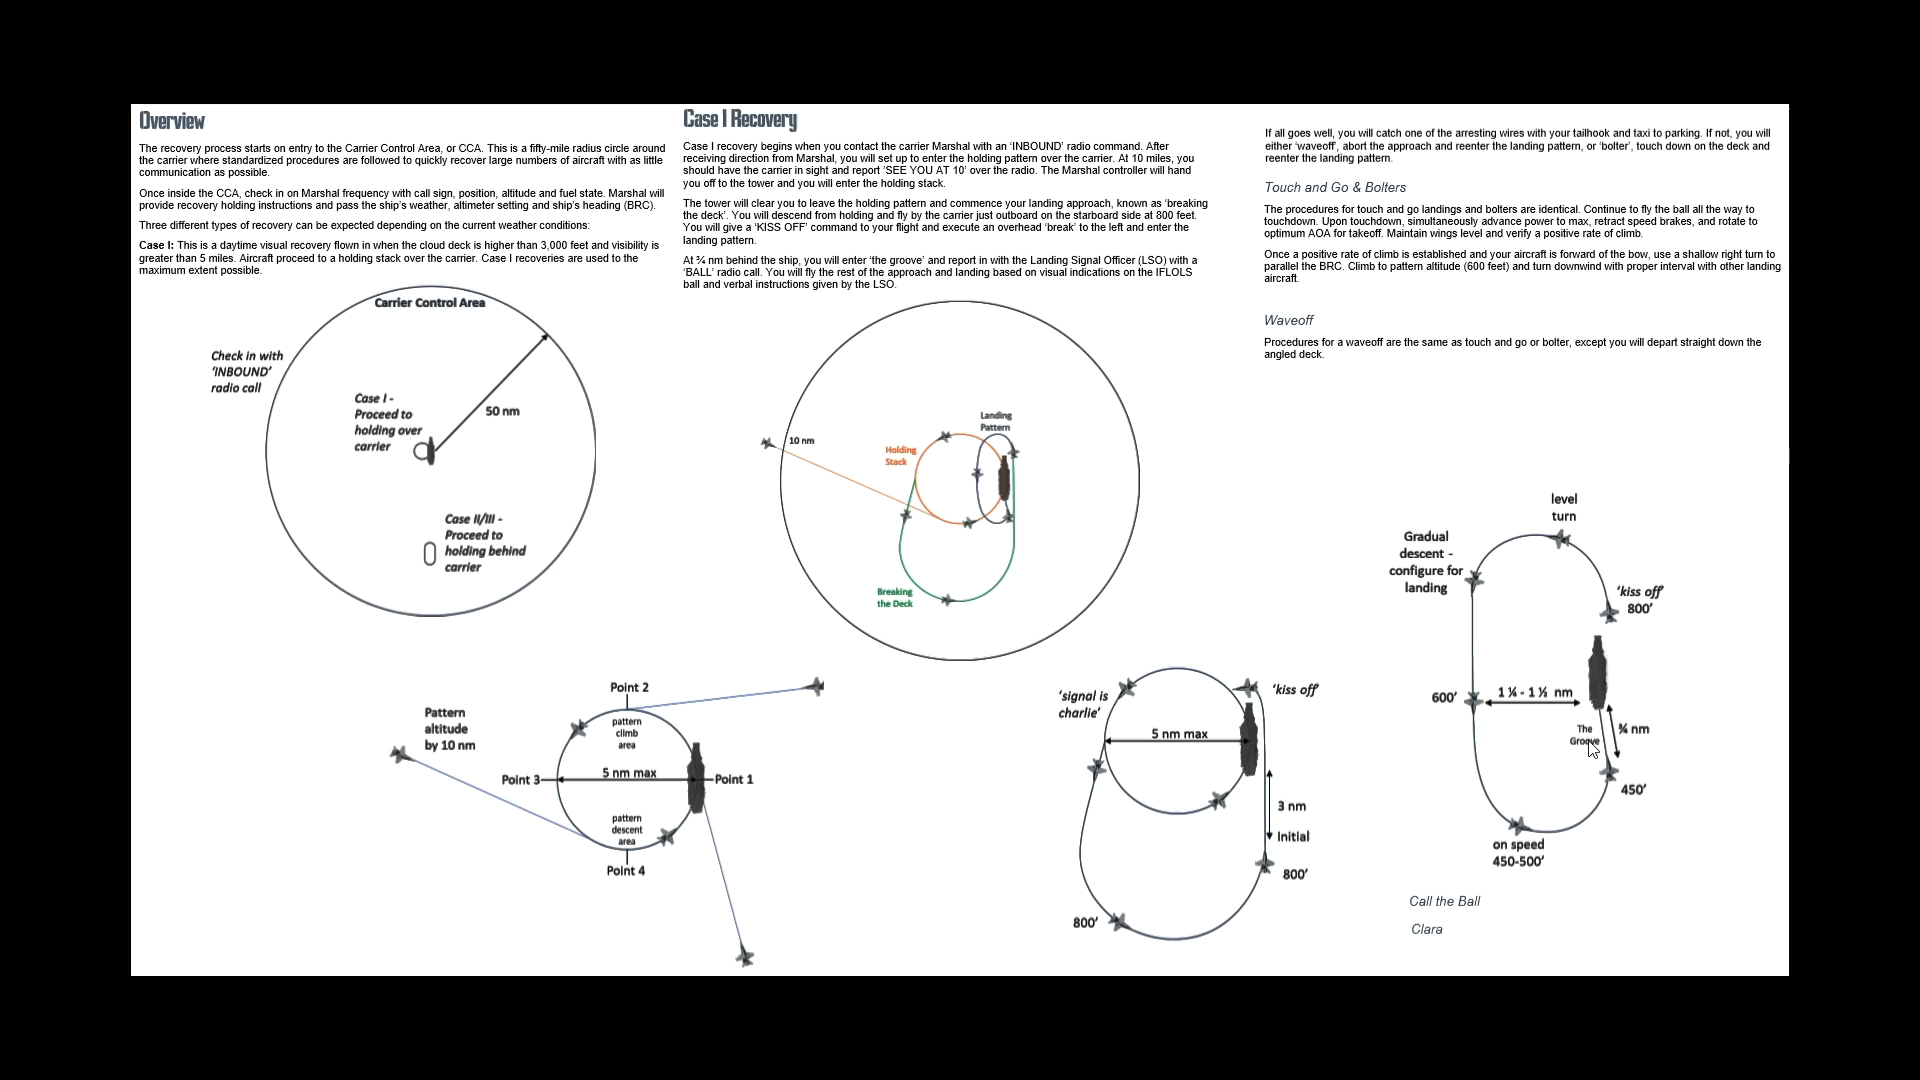 Overview
The recovery process starts on entry to the Carrier Control Area, or CCA. This is a fifty-mile radius circle around
the carrier where standardized procedures are followed to quickly recover large numbers of aircraft with as little
communication as possible.
Once inside the CCA, check in on Marshal frequency with call sign, position, altitude and fuel state. Marshal will
provide recovery holding instructions and pass the ship's weather, altimeter setting and ship's heading (BRC).
Three different types of recovery can be expected depending on the current weather conditions:
Case I: This is a daytime visual recovery flown in when the cloud deck is higher than 3,000 feet and visibility is
greater than 5 miles. Aircraft proceed to a holding stack over the carrier. Case I recoveries are used to the
maximum extent possible.
Carrier Control Area
Check in with
'INBOUND'
radio call
Case I -
Proceed to
holding over
carrier
50 nm
Case II/III -
Proceed to
holding behind
carrier
Case I Recovery
Case I recovery begins when you contact the carrier Marshal with an 'INBOUND' radio command. After
receiving direction from Marshal, you will set up to enter the holding pattern over the carrier. At 10 miles, you
should have the carrier in sight and report 'SEE YOU AT 10' over the radio. The Marshal controller will hand
you off to the tower and you will enter the holding stack.
The tower will clear you to leave the holding pattern and commence your landing approach, known as 'breaking
the deck'. You will descend from holding and fly by the carrier just outboard on the starboard side at 800 feet.
You will give a 'KISS OFF' command to your flight and execute an overhead 'break' to the left and enter the
landing pattern.
At ¾ nm behind the ship, you will enter 'the groove' and report in with the Landing Signal Officer (LSO) with a
'BALL' radio call. You will fly the rest of the approach and landing based on visual indications on the IFLOLS
ball and verbal instructions given by the LSO.
10 nm
Landing
Pattern
Holding
Stack
Breaking
the Deck
If all goes well, you will catch one of the arresting wires with your tailhook and taxi to parking. If not, you will
either 'waveoff', abort the approach and reenter the landing pattern, or 'bolter', touch down on the deck and
reenter the landing pattern.
Touch and Go & Bolters
The procedures for touch and go landings and bolters are identical. Continue to fly the ball all the way to
touchdown. Upon touchdown, simultaneously advance power to max, retract speed brakes, and rotate to
optimum AOA for takeoff. Maintain wings level and verify a positive rate of climb.
Once a positive rate of climb is established and your aircraft is forward of the bow, use a shallow right turn to
parallel the BRC. Climb to pattern altitude (600 feet) and turn downwind with proper interval with other landing
aircraft.
Waveoff
Procedures for a waveoff are the same as touch and go or bolter, except you will depart straight down the
angled deck.
Pattern
altitude
by 10 nm
Point 2
pattern
climb
area
Point 3
5 nm max
Point 1
pattern
descent
area
Point 4
'signal is
charlie'
'kiss off'
5 nm max
3 nm
Initial
800'
800'
level
turn
Gradual
descent -
configure for
landing
'kiss off'
800'
600'
1 ¼ - 1 ½ nm
The
Groove
¾ nm
450'
on speed
450-500'
Call the Ball
Clara